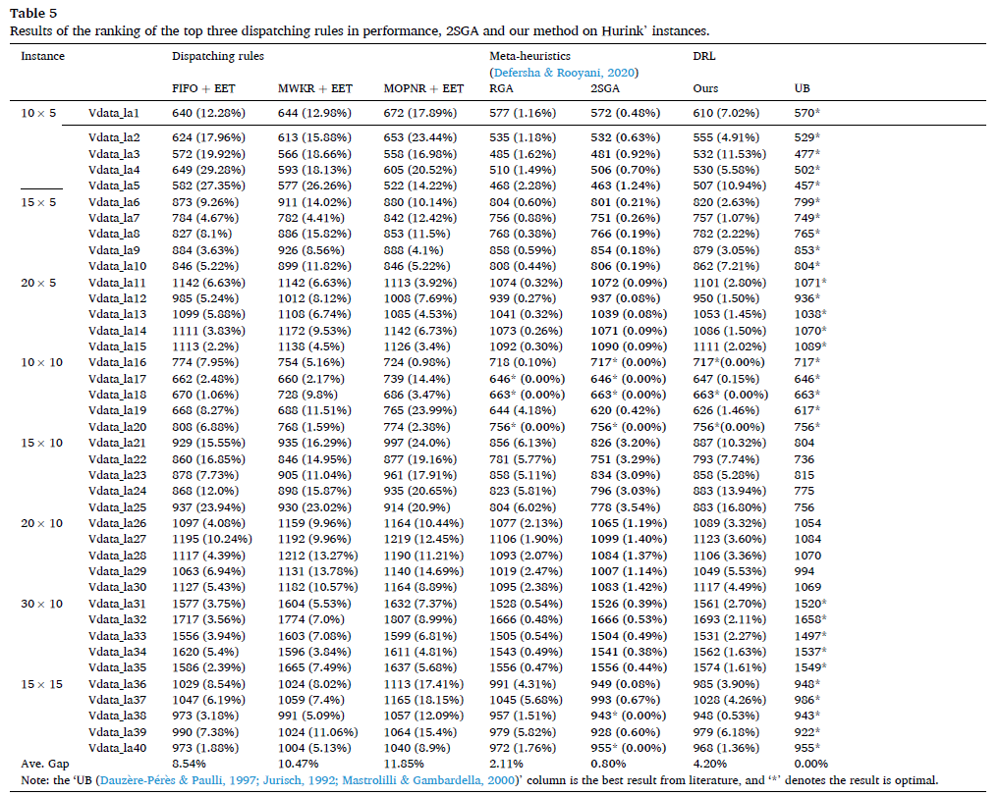 Table 5
Results of the ranking of the top three dispatching rules in performance, 2SGA and our method on Hurink' instances.
Instance Dispatching rules Meta-heuristics DRL
(Defersha & Rooyani, 2020)
FIFO + EET MWKR + EET MOPNR + EET RGA 2SGA Ours UB
10 × 5 Vdata_la1 640 (12.28%) 644 (12.98%) 672 (17.89%) 577 (1.16%) 572 (0.48%) 610 (7.02%) 570*
Vdata_la2 624 (17.96%) 613 (15.88%) 653 (23.44%) 535 (1.18%) 532 (0.63%) 555 (4.91%) 529*
Vdata_la3 572 (19.92%) 566 (18.66%) 558 (16.98%) 485 (1.62%) 481 (0.92%) 532 (11.53%) 477*
Vdata_la4 649 (29.28%) 593 (18.13%) 605 (20.52%) 510 (1.49%) 506 (0.70%) 530 (5.58%) 502*
Vdata_la5 582 (27.35%) 577 (26.26%) 522 (14.22%) 468 (2.28%) 463 (1.24%) 507 (10.94%) 457*
15 × 5 Vdata_la6 873 (9.26%) 911 (14.02%) 880 (10.14%) 804 (0.60%) 801 (0.21%) 820 (2.63%) 799*
Vdata_la7 784 (4.67%) 782 (4.41%) 842 (12.42%) 756 (0.88%) 751 (0.26%) 757 (1.07%) 749*
Vdata_la8 827 (8.1%) 886 (15.82%) 853 (11.5%) 768 (0.38%) 766 (0.19%) 782 (2.22%) 765*
Vdata_la9 884 (3.63%) 926 (8.56%) 888 (4.1%) 858 (0.59%) 854 (0.18%) 879 (3.05%) 853*
Vdata_la10 846 (5.22%) 899 (11.82%) 846 (5.22%) 808 (0.44%) 806 (0.19%) 862 (7.21%) 804*
20 × 5 Vdata_la11 1142 (6.63%) 1142 (6.63%) 1113 (3.92%) 1074 (0.32%) 1072 (0.09%) 1101 (2.80%) 1071*
Vdata_la12 985 (5.24%) 1012 (8.12%) 1008 (7.69%) 939 (0.27%) 937 (0.08%) 950 (1.50%) 936*
Vdata_la13 1099 (5.88%) 1108 (6.74%) 1085 (4.53%) 1041 (0.32%) 1039 (0.08%) 1053 (1.45%) 1038*
Vdata_la14 1111 (3.83%) 1172 (9.53%) 1142 (6.73%) 1073 (0.26%) 1071 (0.09%) 1086 (1.50%) 1070*
Vdata_la15 1113 (2.2%) 1138 (4.5%) 1126 (3.4%) 1092 (0.30%) 1090 (0.09%) 1111 (2.02%) 1089*
10 × 10 Vdata_la16 774 (7.95%) 754 (5.16%) 724 (0.98%) 718 (0.10%) 717* (0.00%) 717*(0.00%) 717*
Vdata_la17 662 (2.48%) 660 (2.17%) 739 (14.4%) 646* (0.00%) 646* (0.00%) 647 (0.15%) 646*
Vdata_la18 670 (1.06%) 728 (9.8%) 686 (3.47%) 663* (0.00%) 663* (0.00%) 663* (0.00%) 663*
Vdata_la19 668 (8.27%) 688 (11.51%) 765 (23.99%) 644 (4.18%) 620 (0.42%) 626 (1.46%) 617*
Vdata_la20 808 (6.88%) 768 (1.59%) 774 (2.38%) 756* (0.00%) 756* (0.00%) 756*(0.00%) 756*
15 × 10 Vdata_la21 929 (15.55%) 935 (16.29%) 997 (24.0%) 856 (6.13%) 826 (3.20%) 887 (10.32%) 804
Vdata_la22 860 (16.85%) 846 (14.95%) 877 (19.16%) 781 (5.77%) 751 (3.29%) 793 (7.74%) 736
Vdata_la23 878 (7.73%) 905 (11.04%) 961 (17.91%) 858 (5.11%) 834 (3.09%) 858 (5.28%) 815
Vdata_la24 868 (12.0%) 898 (15.87%) 935 (20.65%) 823 (5.81%) 796 (3.03%) 883 (13.94%) 775
Vdata_la25 937 (23.94%) 930 (23.02%) 914 (20.9%) 804 (6.02%) 778 (3.54%) 883 (16.80%) 756
20 × 10 Vdata_la26 1097 (4.08%) 1159 (9.96%) 1164 (10.44%) 1077 (2.13%) 1065 (1.19%) 1089 (3.32%) 1054
Vdata_la27 1195 (10.24%) 1192 (9.96%) 1219 (12.45%) 1106 (1.90%) 1099 (1.40%) 1123 (3.60%) 1084
Vdata_la28 1117 (4.39%) 1212 (13.27%) 1190 (11.21%) 1093 (2.07%) 1084 (1.37%) 1106 (3.36%) 1070
Vdata_la29 1063 (6.94%) 1131 (13.78%) 1140 (14.69%) 1019 (2.47%) 1007 (1.14%) 1049 (5.53%) 994
Vdata_la30 1127 (5.43%) 1182 (10.57%) 1164 (8.89%) 1095 (2.38%) 1083 (1.42%) 1117 (4.49%) 1069
30 × 10 Vdata_la31 1577 (3.75%) 1604 (5.53%) 1632 (7.37%) 1528 (0.54%) 1526 (0.39%) 1561 (2.70%) 1520*
Vdata_la32 1717 (3.56%) 1774 (7.0%) 1807 (8.99%) 1666 (0.48%) 1666 (0.53%) 1693 (2.11%) 1658*
Vdata_la33 1556 (3.94%) 1603 (7.08%) 1599 (6.81%) 1505 (0.54%) 1504 (0.49%) 1531 (2.27%) 1497*
Vdata_la34 1620 (5.4%) 1596 (3.84%) 1611 (4.81%) 1543 (0.49%) 1541 (0.38%) 1562 (1.63%) 1537*
Vdata_la35 1586 (2.39%) 1665 (7.49%) 1637 (5.68%) 1556 (0.47%) 1556 (0.44%) 1574 (1.61%) 1549*
15 × 15 Vdata_la36 1029 (8.54%) 1024 (8.02%) 1113 (17.41%) 991 (4.31%) 949 (0.08%) 985 (3.90%) 948*
Vdata_la37 1047 (6.19%) 1059 (7.4%) 1165 (18.15%) 1045 (5.68%) 993 (0.67%) 1028 (4.26%) 986*
Vdata_la38 973 (3.18%) 991 (5.09%) 1057 (12.09%) 957 (1.51%) 943* (0.00%) 948 (0.53%) 943*
Vdata_la39 990 (7.38%) 1024 (11.06%) 1064 (15.4%) 979 (5.82%) 928 (0.60%) 979 (6.18%) 922*
Vdata_la40 973 (1.88%) 1004 (5.13%) 1040 (8.9%) 972 (1.76%) 955* (0.00%) 968 (1.36%) 955*
Ave. Gap 8.54% 10.47% 11.85% 2.11% 0.80% 4.20% 0.00%
Note: the 'UB (Dauzère-Pérès & Paulli, 1997; Jurisch, 1992; Mastrolilli & Gambardella, 2000)' column is the best result from literature, and '*' denotes the result is optimal.